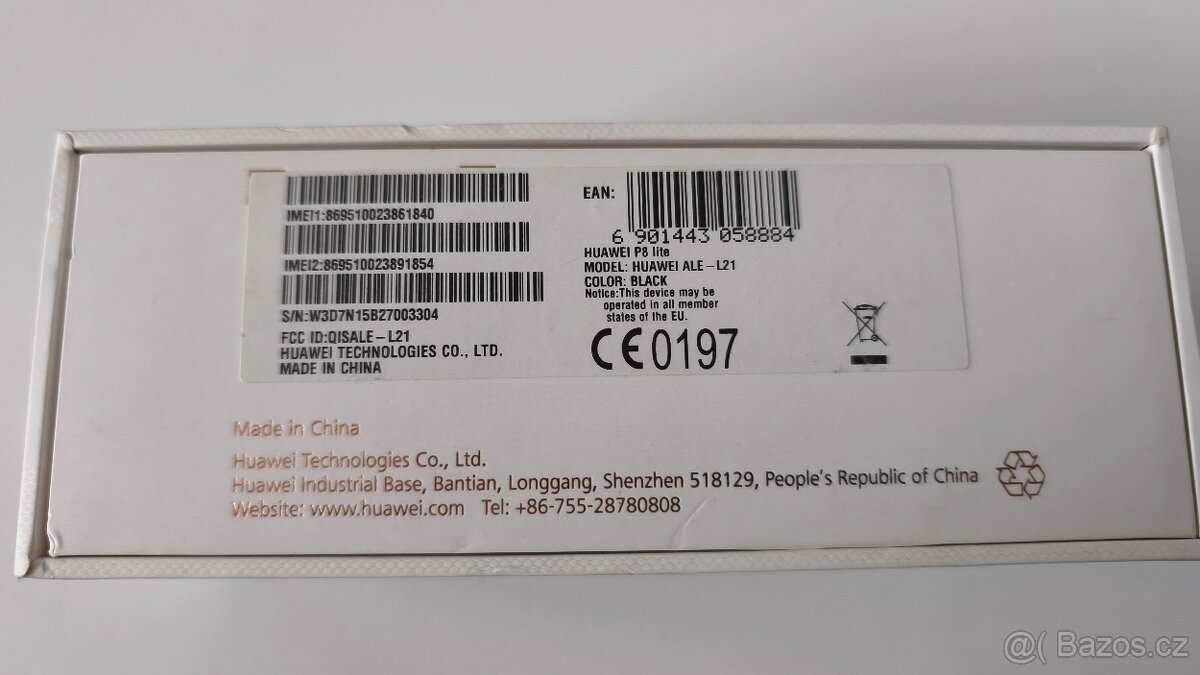 IMEI1:869510023861840
IMEI2:869510023891854
S/N:W3D7N15B27003304
FCC ID:QISALE-L21
HUAWEI TECHNOLOGIES CO., LTD.
MADE IN CHINA
EAN:
6 901443 058884
HUAWEI P8 lite
MODEL: HUAWEI ALE-L21
COLOR: BLACK
Notice:This device may be
operated in all member
states of the EU.
CE0197
Made in China
Huawei Technologies Co., Ltd.
Huawei Industrial Base, Bantian, Longgang, Shenzhen 518129, People's Republic of China
Website: www.huawei.com Tel: +86-755-28780808
@( Bazos.cz